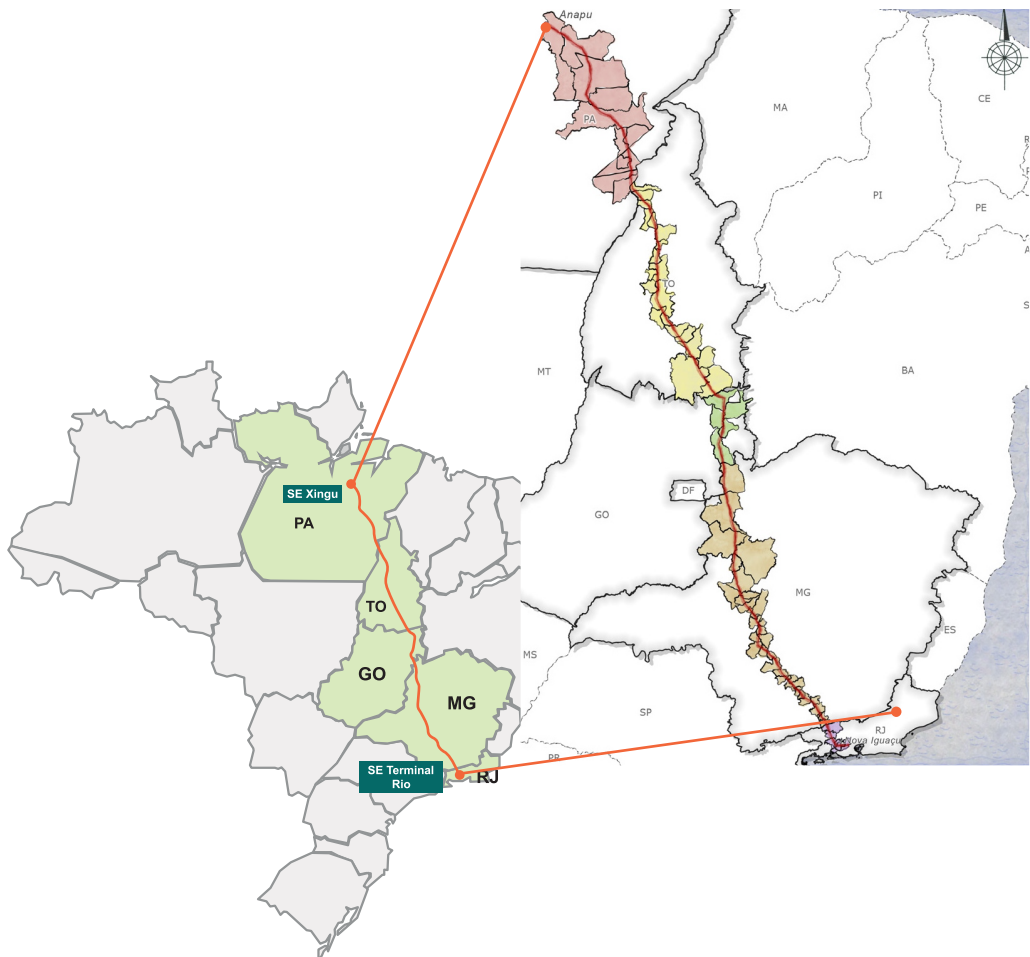 Anapu
MA
CE
PA
R
PI
PE
TO
A
S
MT
BA
DF
GO
MG
ES
MS
SP
RJ
Nova Iguaçu
PR
SE Xingu
PA
TO
GO
MG
SE Terminal
Rio
RJ